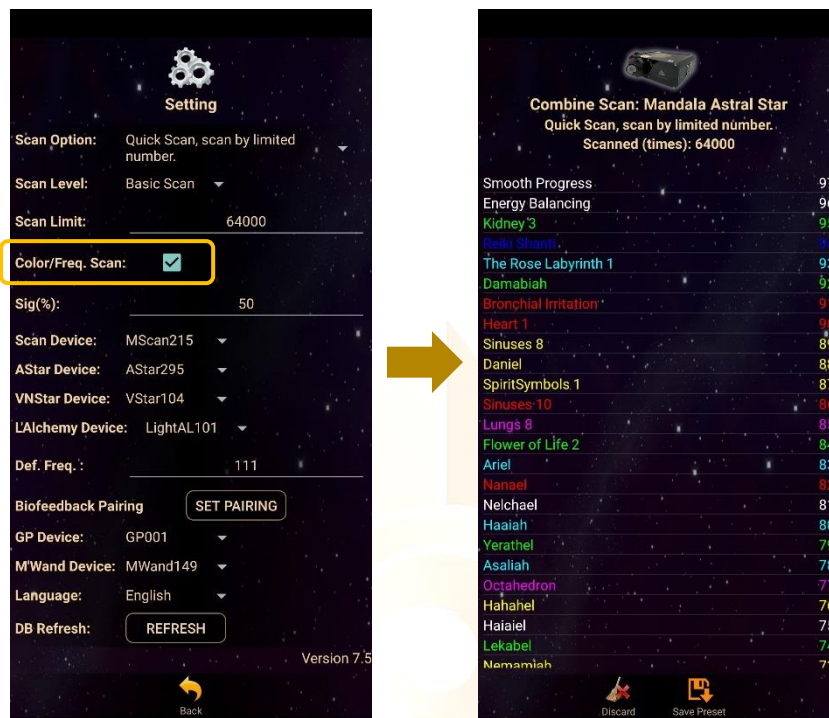 Setting
Scan Option: Quick Scan, scan by limited
number.
Scan Level: Basic Scan
Scan Limit: 64000
Color/Freq. Scan:
Sig(%): 50
Scan Device: MScan215
AStar Device: AStar295
VNStar Device: VStar104
L'Alchemy Device: LightAL101
Def. Freq. : 111
Biofeedback Pairing SET PAIRING
GP Device: GP001
M'Wand Device: MWand149
Language: English
DB Refresh: REFRESH
Version 7.5
Back
Combine Scan: Mandala Astral Star
Quick Scan, scan by limited number.
Scanned (times): 64000
Smooth Progress
Energy Balancing
Kidney 3
Reiki Shanti
The Rose Labyrinth 1
Damabiah
Bronchial Irritation
Heart 1
Sinuses 8
Daniel
SpiritSymbols 1
Sinuses 10
Lungs 8
Flower of Life 2
Ariel
Nanael
Nelchael
Haaiah
Yerathel
Asaliah
Octahedron
Hahahel
Haiaiel
Lekabel
Nemamiah
Discard Save Preset